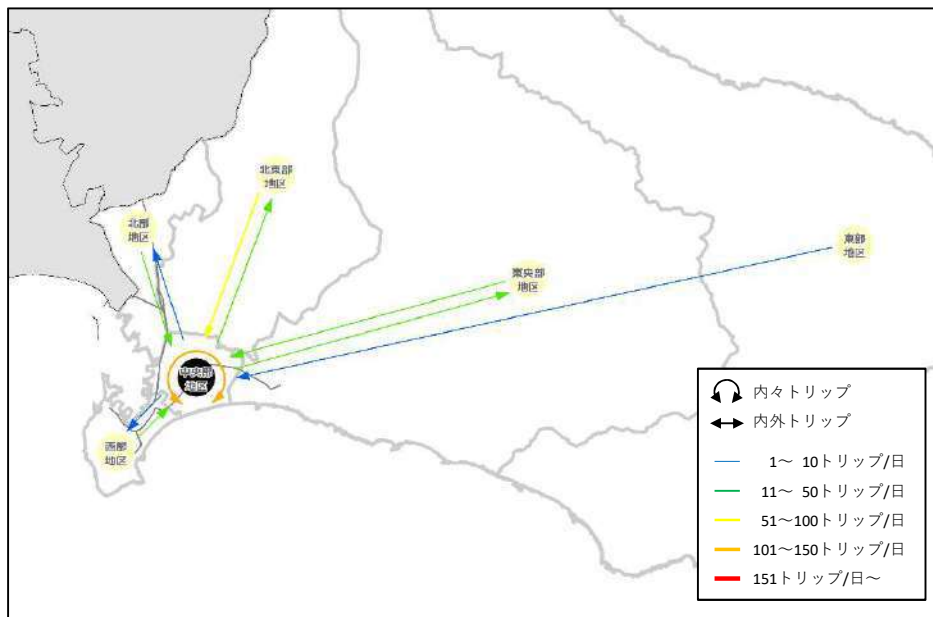 北東部
地区
北部
地区
東部
地区
東央部
地区
中央部
地区
西部
地区
内々トリップ
内外トリップ
1～ 10トリップ/日
11～ 50トリップ/日
51～100トリップ/日
101～150トリップ/日
151トリップ/日～